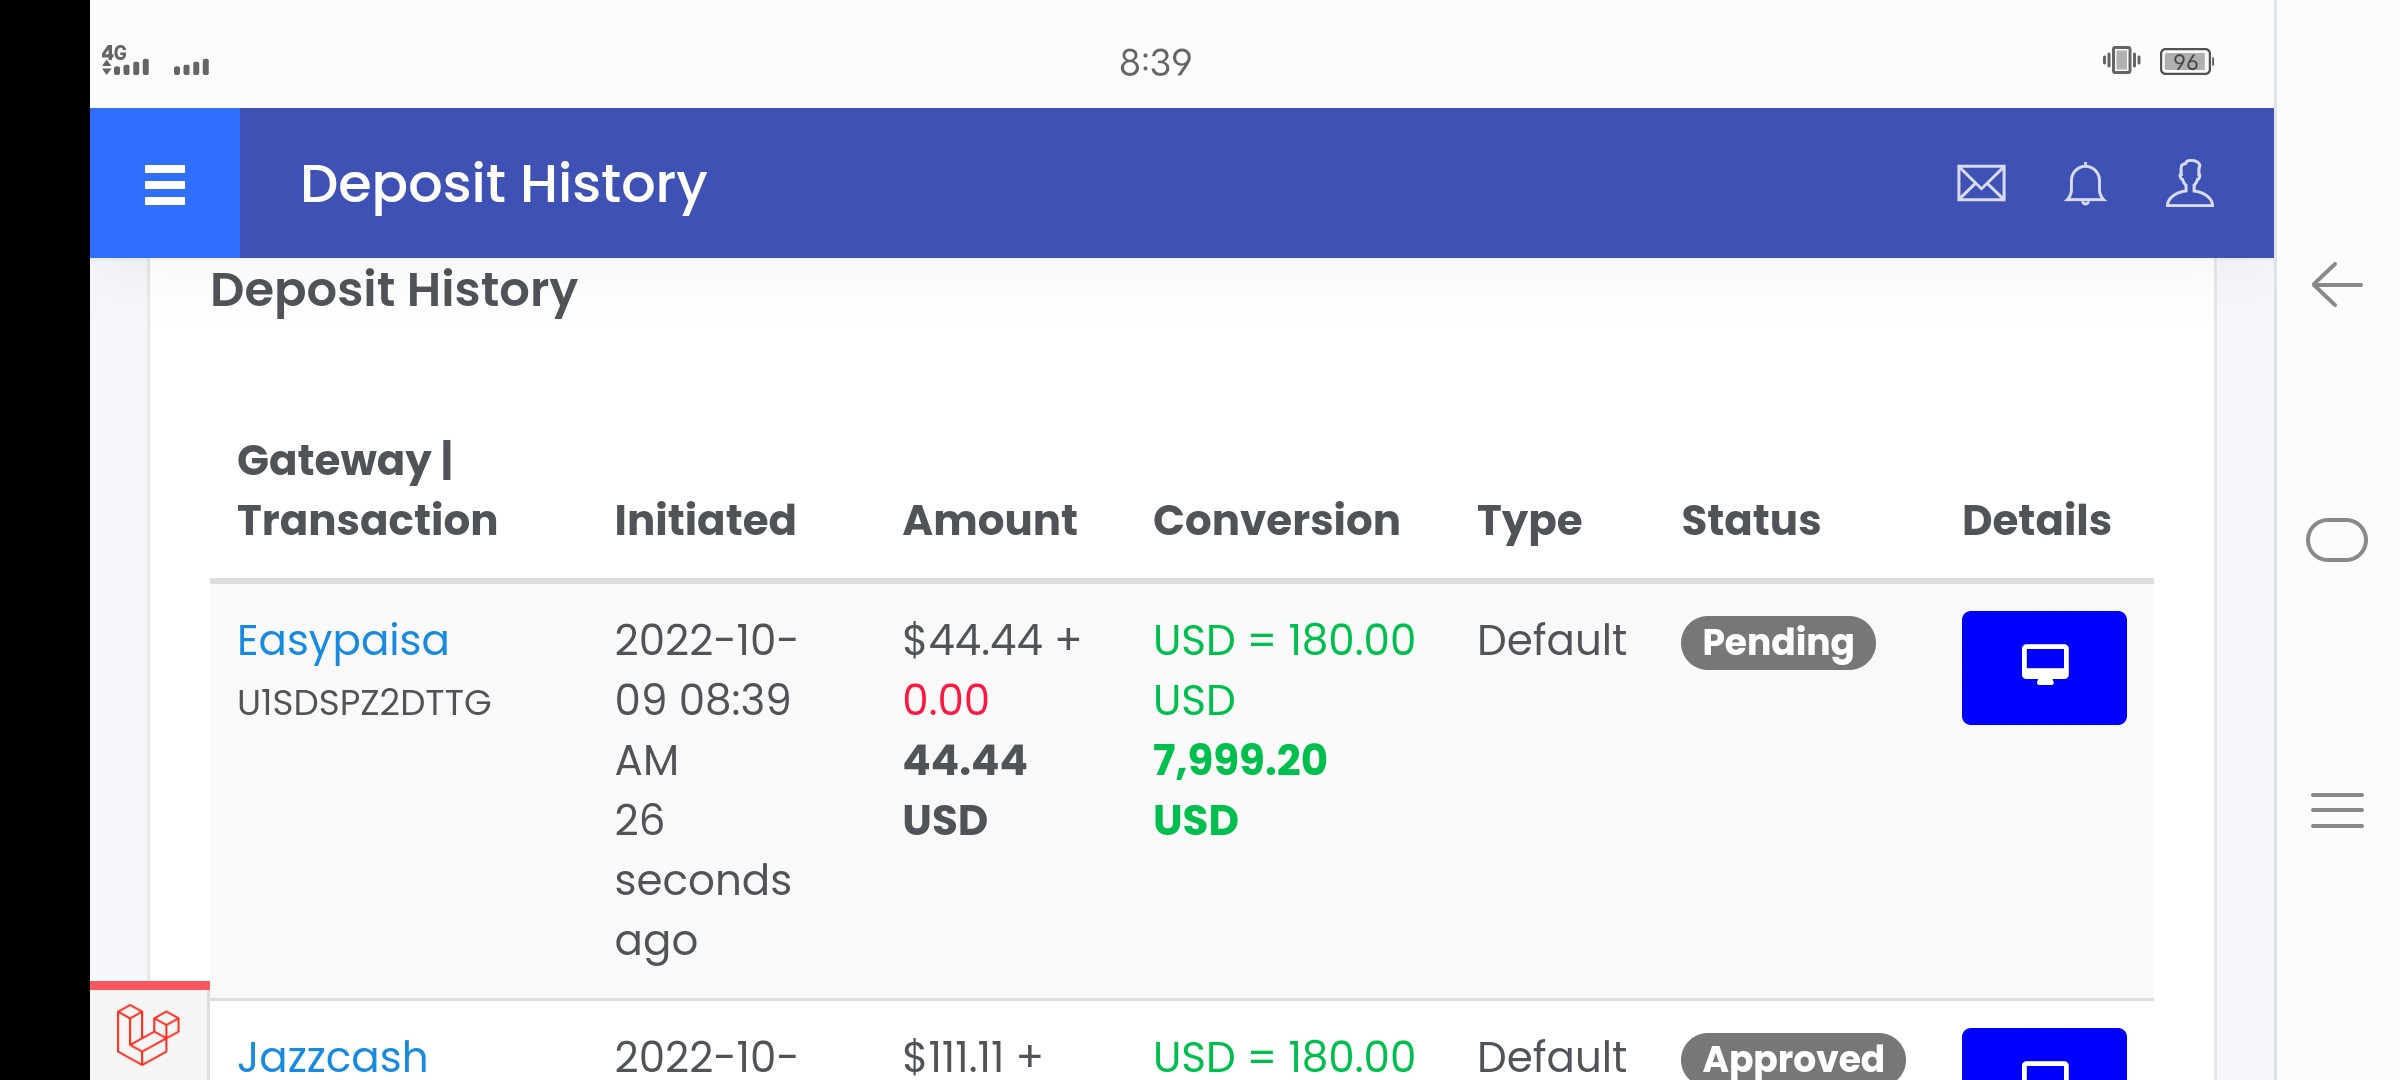 4G
8:39
96
Deposit History
Deposit History
Gateway |
Transaction Initiated Amount Conversion Type Status Details
Easypaisa 2022-10- $44.44 + USD = 180.00 Default Pending
U1SDSPZ2DTTG 09 08:39 0.00 USD
AM 44.44 7,999.20
26 USD USD
seconds
ago
Jazzcash 2022-10- $111.11 + USD = 180.00 Default Approved